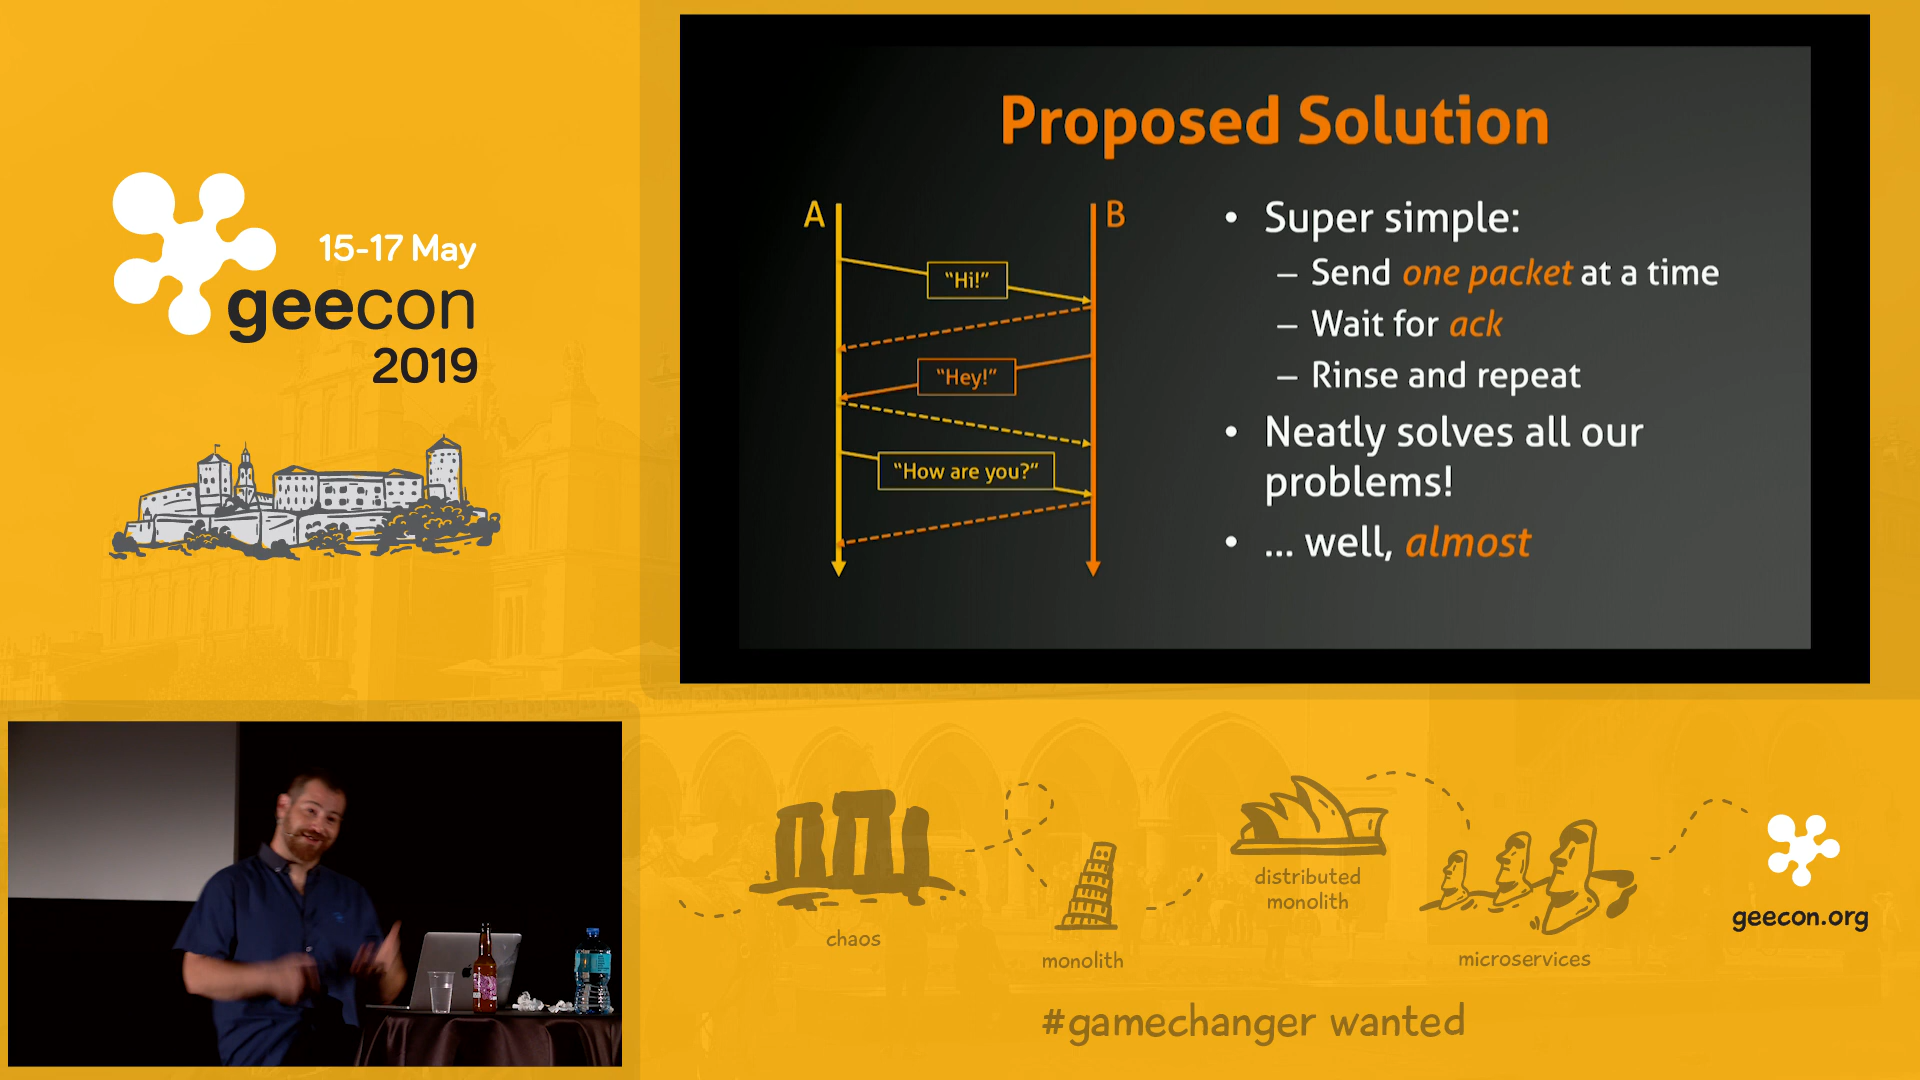 15-17 May
geecon
2019
Proposed Solution
A
B
"Hi!"
"Hey!"
"How are you?"
• Super simple:
– Send one packet at a time
– Wait for ack
– Rinse and repeat
• Neatly solves all our
problems!
• ... well, almost
chaos
monolith
distributed
monolith
microservices
geecon.org
#gamechanger wanted